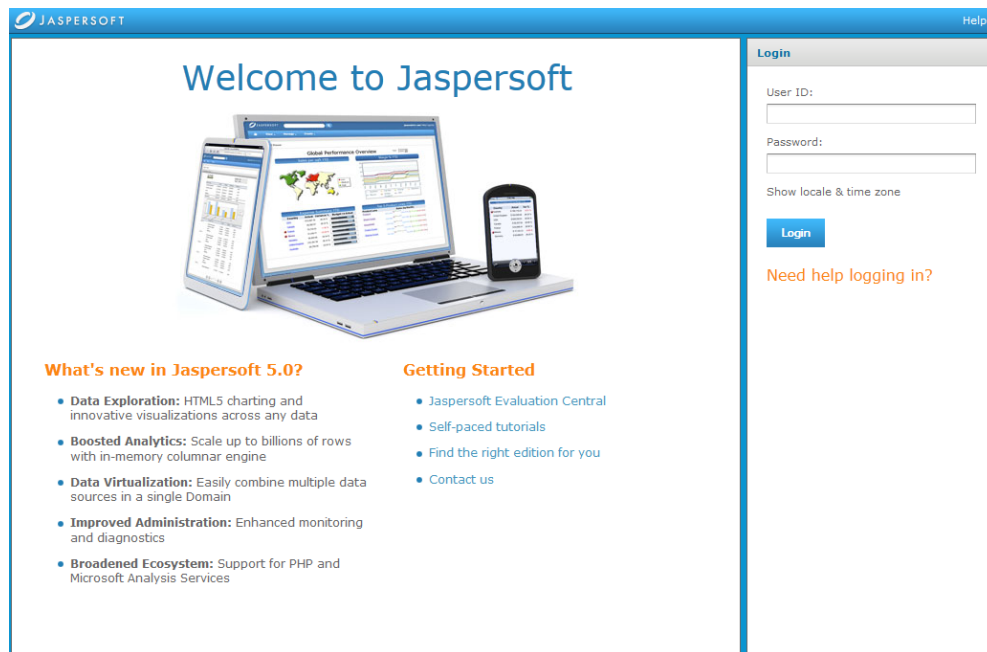 JASPERSOFT
Help
Welcome to Jaspersoft
Global Performance Overview
What's new in Jaspersoft 5.0?
Data Exploration: HTML5 charting and
innovative visualizations across any data
Boosted Analytics: Scale up to billions of rows
with in-memory columnar engine
Data Virtualization: Easily combine multiple data
sources in a single Domain
Improved Administration: Enhanced monitoring
and diagnostics
Broadened Ecosystem: Support for PHP and
Microsoft Analysis Services
Getting Started
Jaspersoft Evaluation Central
Self-paced tutorials
Find the right edition for you
Contact us
Login
User ID:
Password:
Show locale & time zone
Login
Need help logging in?